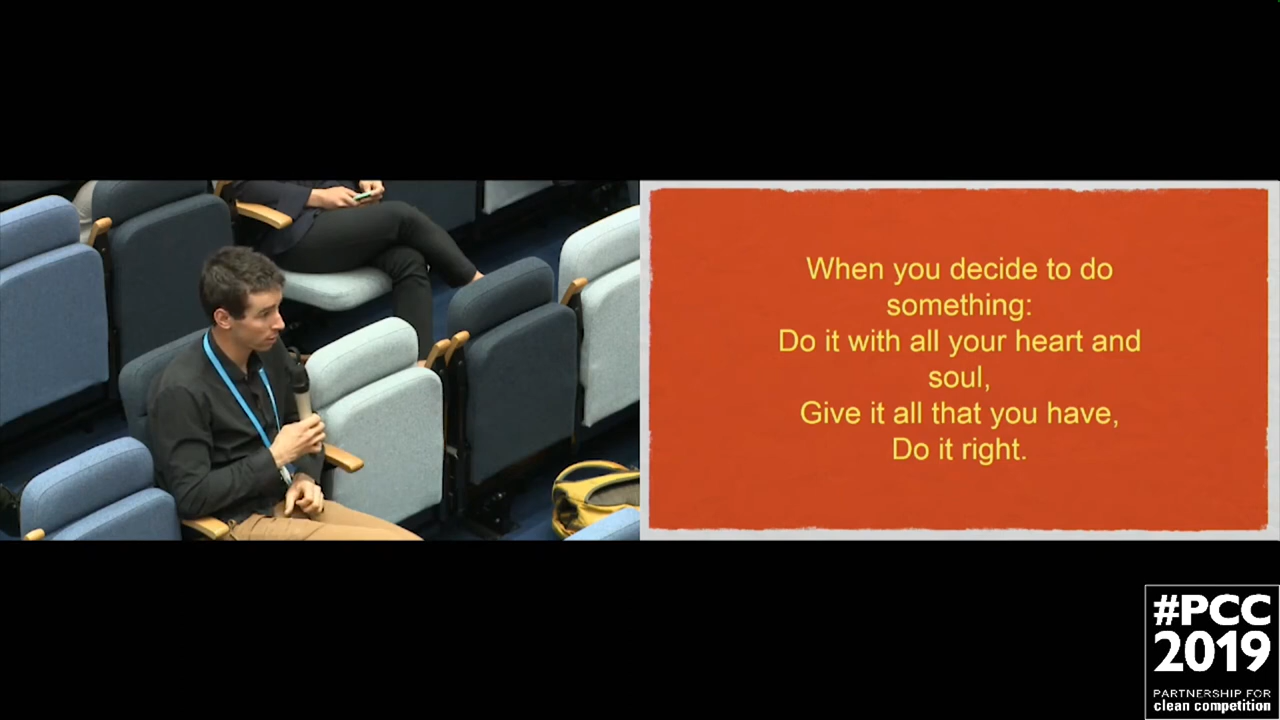 When you decide to do
something:
Do it with all your heart and
soul,
Give it all that you have,
Do it right.
#PCC
2019
PARTNERSHIP FOR
clean competition